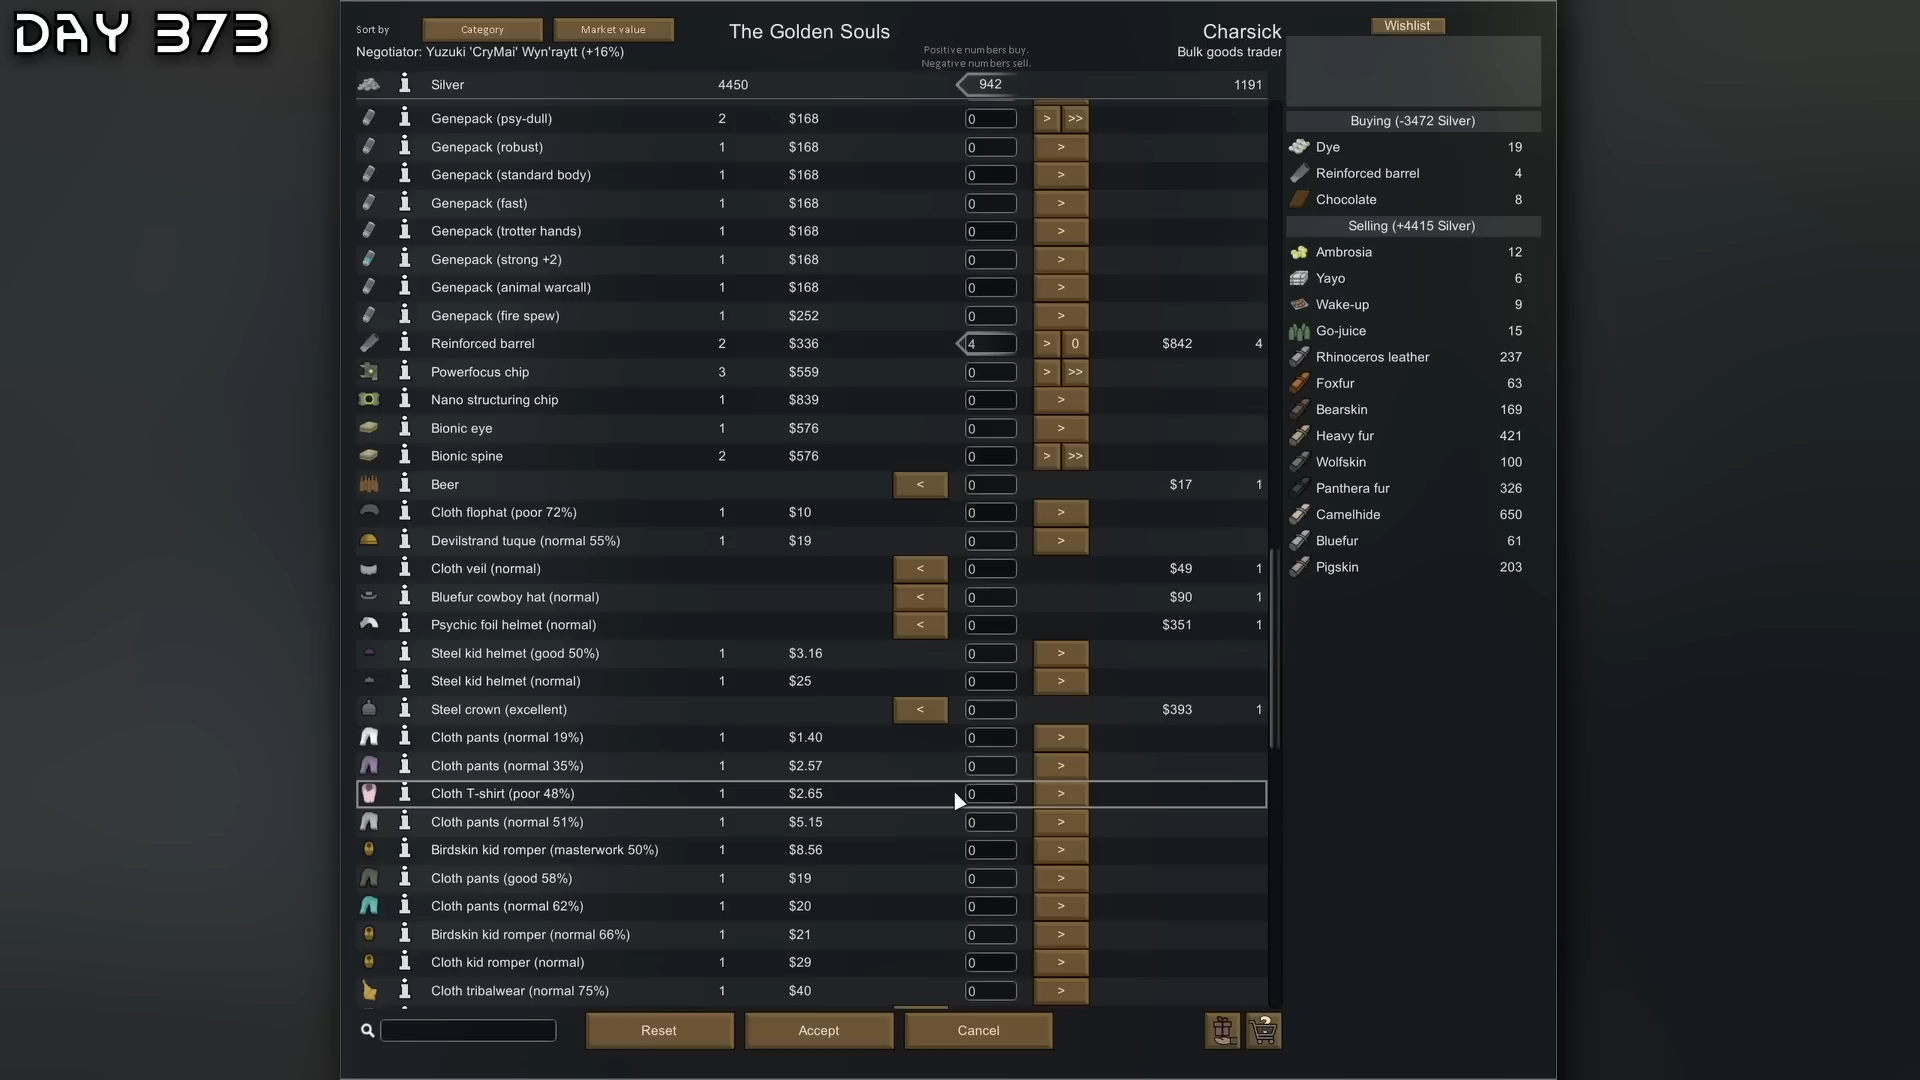 DAY 373
Sort by
Category
Market value
The Golden Souls
Charsick
Wishlist
Negotiator: Yuzuki 'CryMai' Wyn'raytt (+16%)
Positive numbers buy.
Negative numbers sell.
Bulk goods trader
Silver 4450 942 1191
Genepack (psy-dull) 2 $168 0 > >>
Genepack (robust) 1 $168 0 >
Genepack (standard body) 1 $168 0 >
Genepack (fast) 1 $168 0 >
Genepack (trotter hands) 1 $168 0 >
Genepack (strong +2) 1 $168 0 >
Genepack (animal warcall) 1 $168 0 >
Genepack (fire spew) 1 $252 0 >
Reinforced barrel 2 $336 4 > 0 $842 4
Powerfocus chip 3 $559 0 > >>
Nano structuring chip 1 $839 0 >
Bionic eye 1 $576 0 >
Bionic spine 2 $576 0 > >>
Beer < 0 $17 1
Cloth flophat (poor 72%) 1 $10 0 >
Devilstrand tuque (normal 55%) 1 $19 0 >
Cloth veil (normal) < 0 $49 1
Bluefur cowboy hat (normal) < 0 $90 1
Psychic foil helmet (normal) < 0 $351 1
Steel kid helmet (good 50%) 1 $3.16 0 >
Steel kid helmet (normal) 1 $25 0 >
Steel crown (excellent) < 0 $393 1
Cloth pants (normal 19%) 1 $1.40 0 >
Cloth pants (normal 35%) 1 $2.57 0 >
Cloth T-shirt (poor 48%) 1 $2.65 0 >
Cloth pants (normal 51%) 1 $5.15 0 >
Birdskin kid romper (masterwork 50%) 1 $8.56 0 >
Cloth pants (good 58%) 1 $19 0 >
Cloth pants (normal 62%) 1 $20 0 >
Birdskin kid romper (normal 66%) 1 $21 0 >
Cloth kid romper (normal) 1 $29 0 >
Cloth tribalwear (normal 75%) 1 $40 0 >
Reset
Accept
Cancel
Buying (-3472 Silver)
Dye 19
Reinforced barrel 4
Chocolate 8
Selling (+4415 Silver)
Ambrosia 12
Yayo 6
Wake-up 9
Go-juice 15
Rhinoceros leather 237
Foxfur 63
Bearskin 169
Heavy fur 421
Wolfskin 100
Panthera fur 326
Camelhide 650
Bluefur 61
Pigskin 203